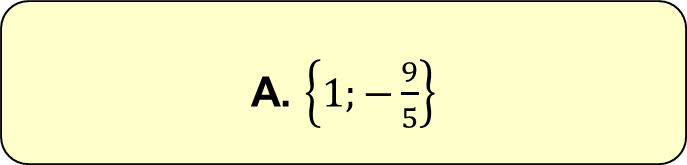 A. {1; − 9/5}